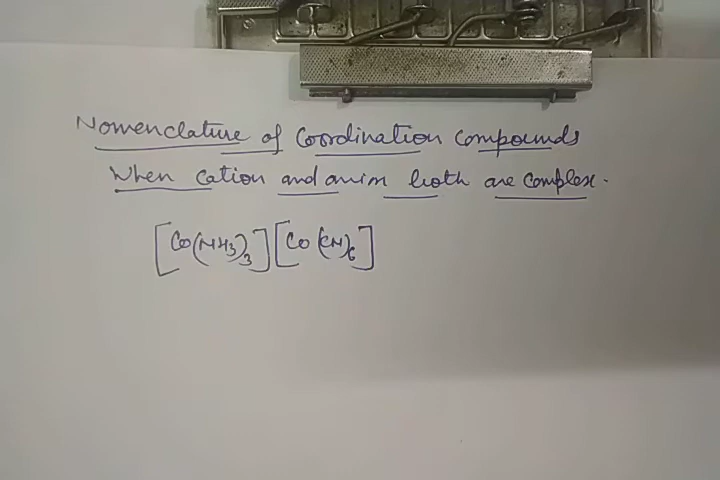 Nomenclature of Coordination Compounds
When Cation and anion both are Complex.
[Co(NH3)3][Co(CN)6]